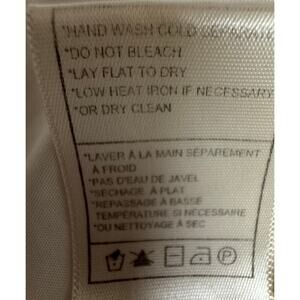 *HAND WASH COLD SEPARAT
*DO NOT BLEACH
*LAY FLAT TO DRY
*LOW HEAT IRON IF NECESSARY
*OR DRY CLEAN
*LAVER À LA MAIN SÉPAREMENT
À FROID
*PAS D'EAU DE JAVEL
*SÉCHAGE À PLAT
*REPASSAGE À BASSE
TEMPÉRATURE SI NÉCESSAIRE
*OU NETTOYAGE À SEC
P